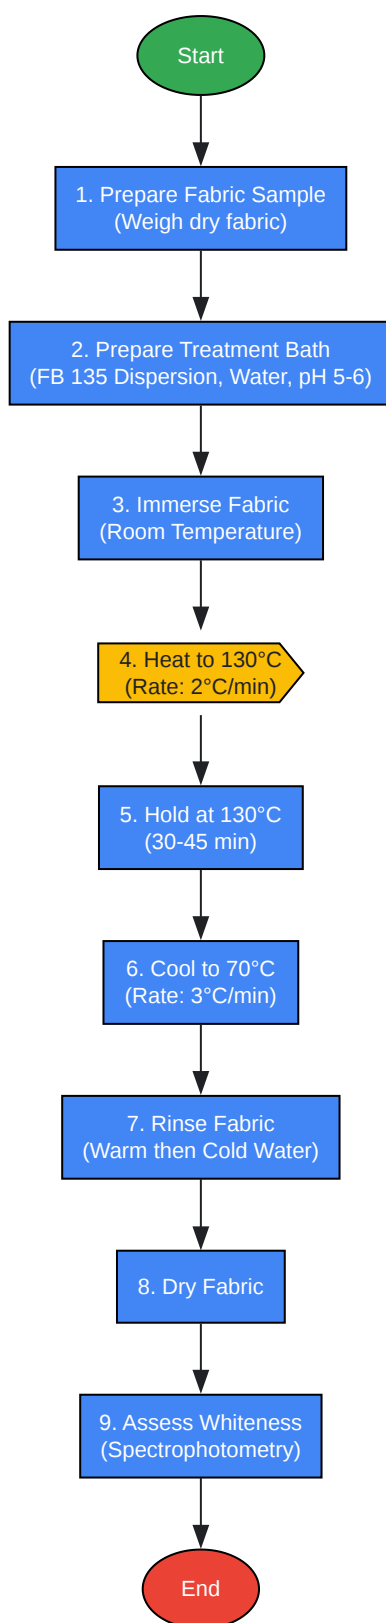 Start
1. Prepare Fabric Sample
(Weigh dry fabric)
2. Prepare Treatment Bath
(FB 135 Dispersion, Water, pH 5-6)
3. Immerse Fabric
(Room Temperature)
4. Heat to 130°C
(Rate: 2°C/min)
5. Hold at 130°C
(30-45 min)
6. Cool to 70°C
(Rate: 3°C/min)
7. Rinse Fabric
(Warm then Cold Water)
8. Dry Fabric
9. Assess Whiteness
(Spectrophotometry)
End